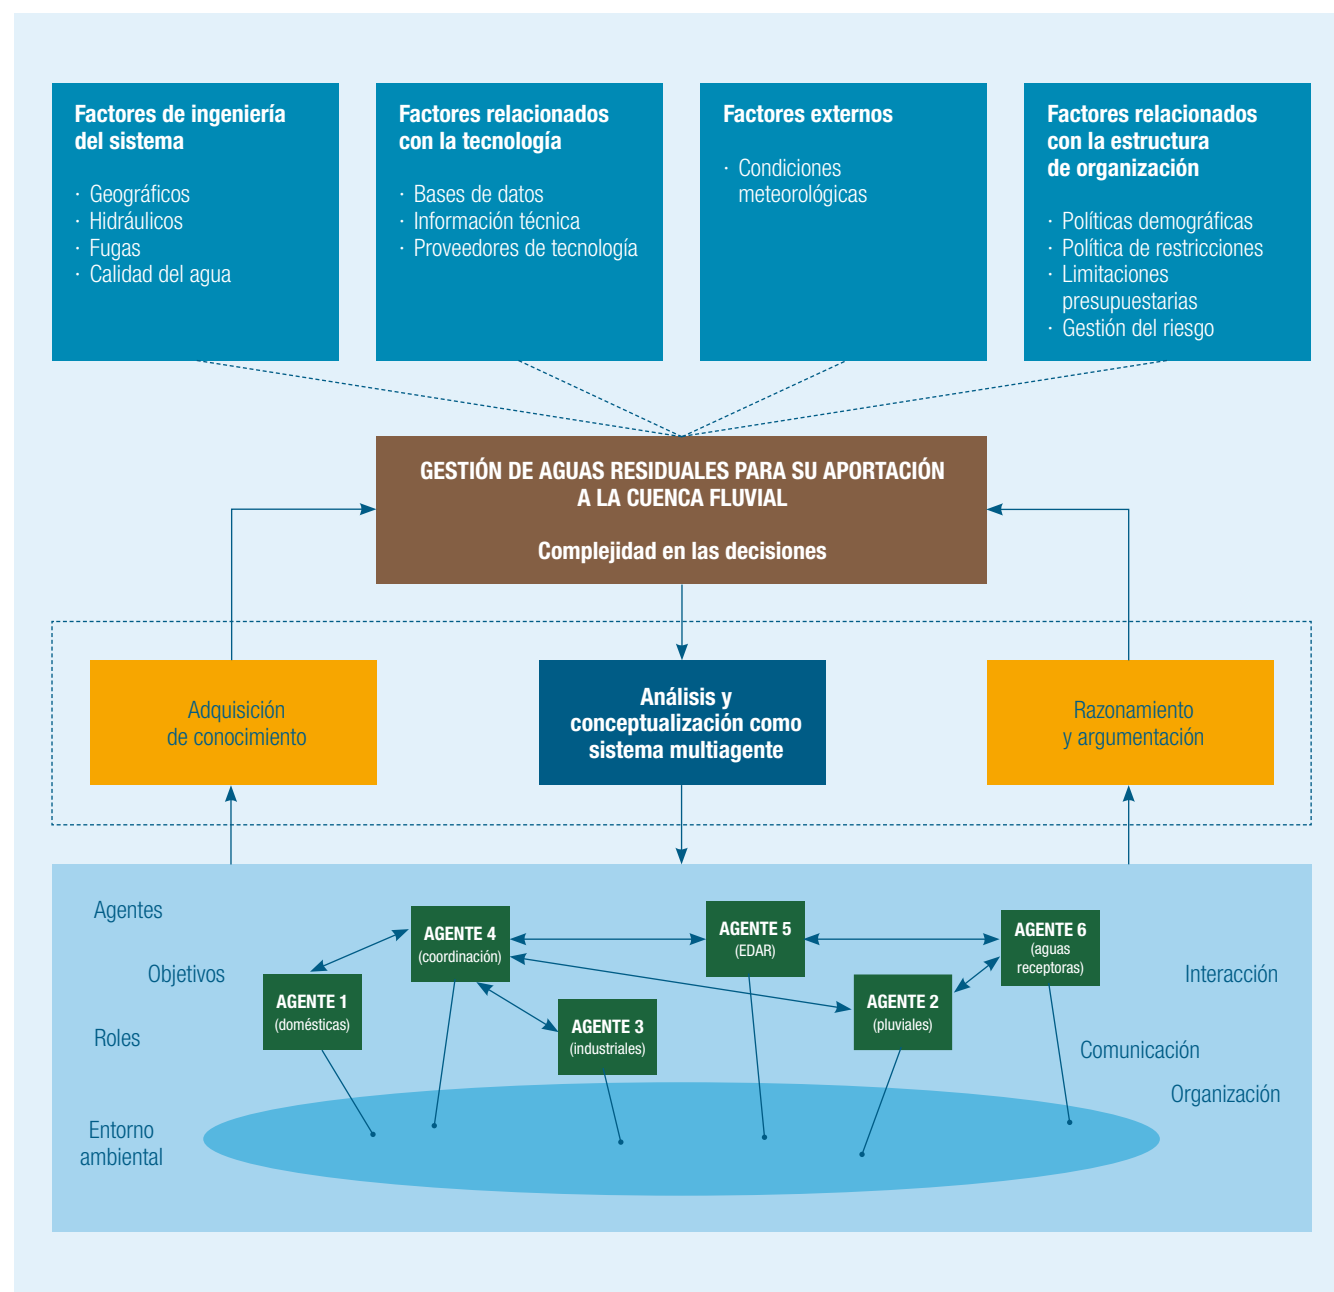 Factores de ingeniería
del sistema
· Geográficos
· Hidráulicos
· Fugas
· Calidad del agua
Factores relacionados
con la tecnología
· Bases de datos
· Información técnica
· Proveedores de tecnología
Factores externos
· Condiciones
meteorológicas
Factores relacionados
con la estructura
de organización
· Políticas demográficas
· Política de restricciones
· Limitaciones
presupuestarias
· Gestión del riesgo
GESTIÓN DE AGUAS RESIDUALES PARA SU APORTACIÓN
A LA CUENCA FLUVIAL
Complejidad en las decisiones
Adquisición
de conocimiento
Análisis y
conceptualización como
sistema multiagente
Razonamiento
y argumentación
Agentes
Objetivos
Roles
Entorno
ambiental
AGENTE 1
(domésticas)
AGENTE 4
(coordinación)
AGENTE 3
(industriales)
AGENTE 5
(EDAR)
AGENTE 2
(pluviales)
AGENTE 6
(aguas
receptoras)
Interacción
Comunicación
Organización